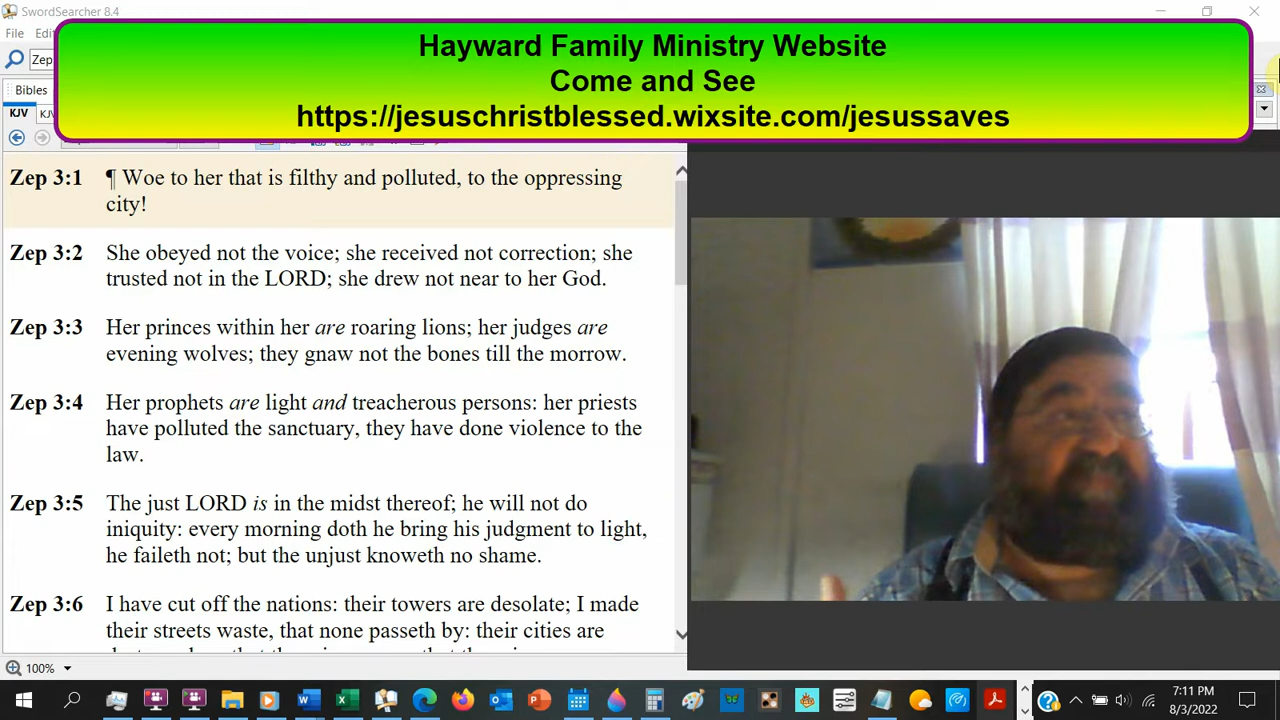 SwordSearcher 8.4
File Edi
Hayward Family Ministry Website
Come and See
https://jesuschristblessed.wixsite.com/jesussaves
Zep
Bibles
KJV KJV
Zep 3:1 ¶ Woe to her that is filthy and polluted, to the oppressing
city!
Zep 3:2 She obeyed not the voice; she received not correction; she
trusted not in the LORD; she drew not near to her God.
Zep 3:3 Her princes within her are roaring lions; her judges are
evening wolves; they gnaw not the bones till the morrow.
Zep 3:4 Her prophets are light and treacherous persons: her priests
have polluted the sanctuary, they have done violence to the
law.
Zep 3:5 The just LORD is in the midst thereof; he will not do
iniquity: every morning doth he bring his judgment to light,
he faileth not; but the unjust knoweth no shame.
Zep 3:6 I have cut off the nations: their towers are desolate; I made
their streets waste, that none passeth by: their cities are
100%
7:11 PM
8/3/2022